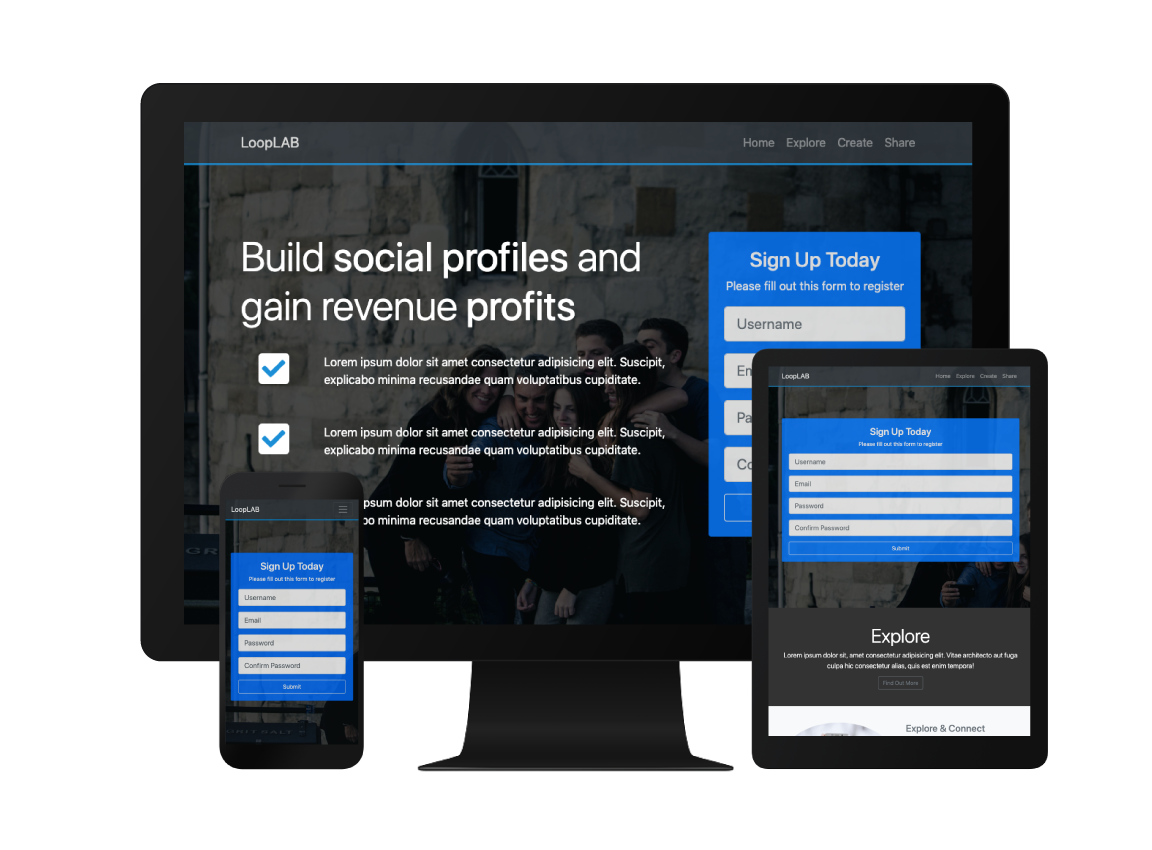 LoopLAB
Home Explore Create Share
Build social profiles and
gain revenue profits
Lorem ipsum dolor sit amet consectetur adipisicing elit. Suscipit,
explicabo minima recusandae quam voluptatibus cupiditate.
Lorem ipsum dolor sit amet consectetur adipisicing elit. Suscipit,
explicabo minima recusandae quam voluptatibus cupiditate.
psum dolor sit amet consectetur adipisicing elit. Suscipit,
bo minima recusandae quam voluptatibus cupiditate.
Sign Up Today
Please fill out this form to register
Username
Em
Pa
Co
LoopLAB
Sign Up Today
Please fill out this form to register
Username
Email
Password
Confirm Password
Submit
LoopLAB
Home Explore Create Share
Sign Up Today
Please fill out this form to register
Username
Email
Password
Confirm Password
Submit
Explore
Lorem ipsum dolor sit, amet consectetur adipisicing elit. Vitae architecto aut fuga
culpa hic consectetur alias, quis est enim tempora!
Find Out More
Explore & Connect